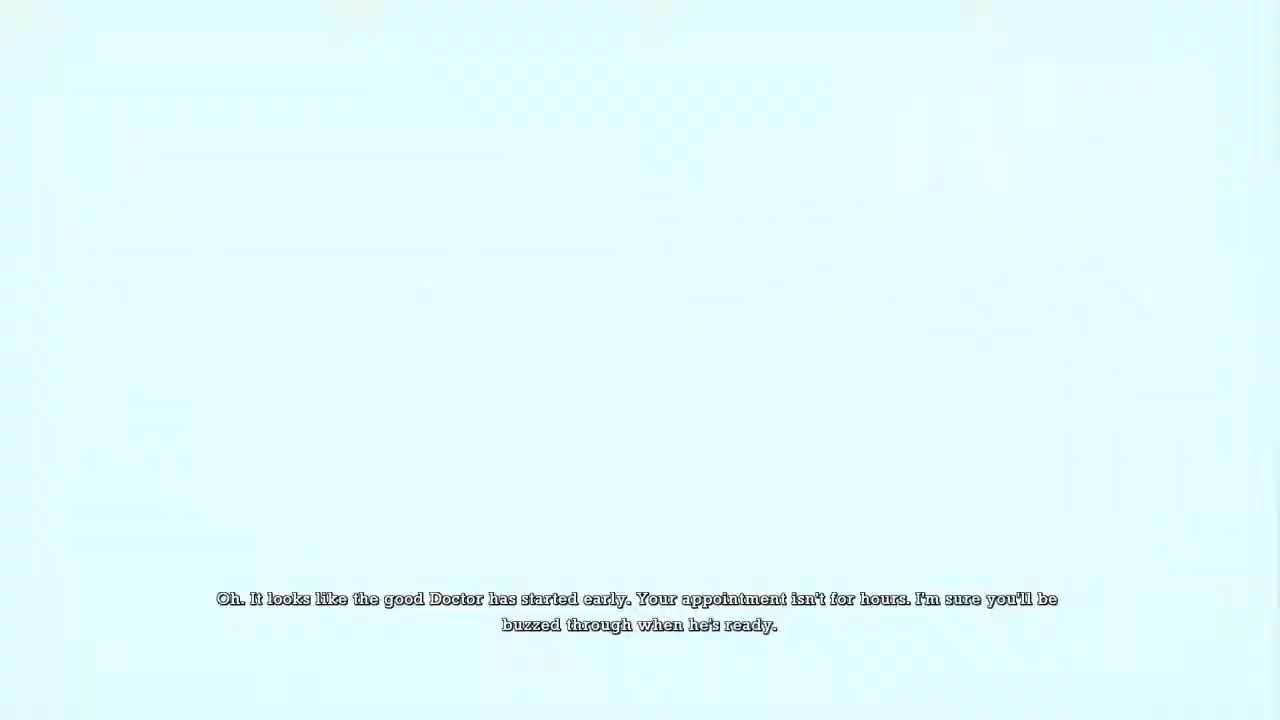 Oh. It looks like the good Doctor has started early. Your appointment isn't for hours. I'm sure you'll be
buzzed through when he's ready.